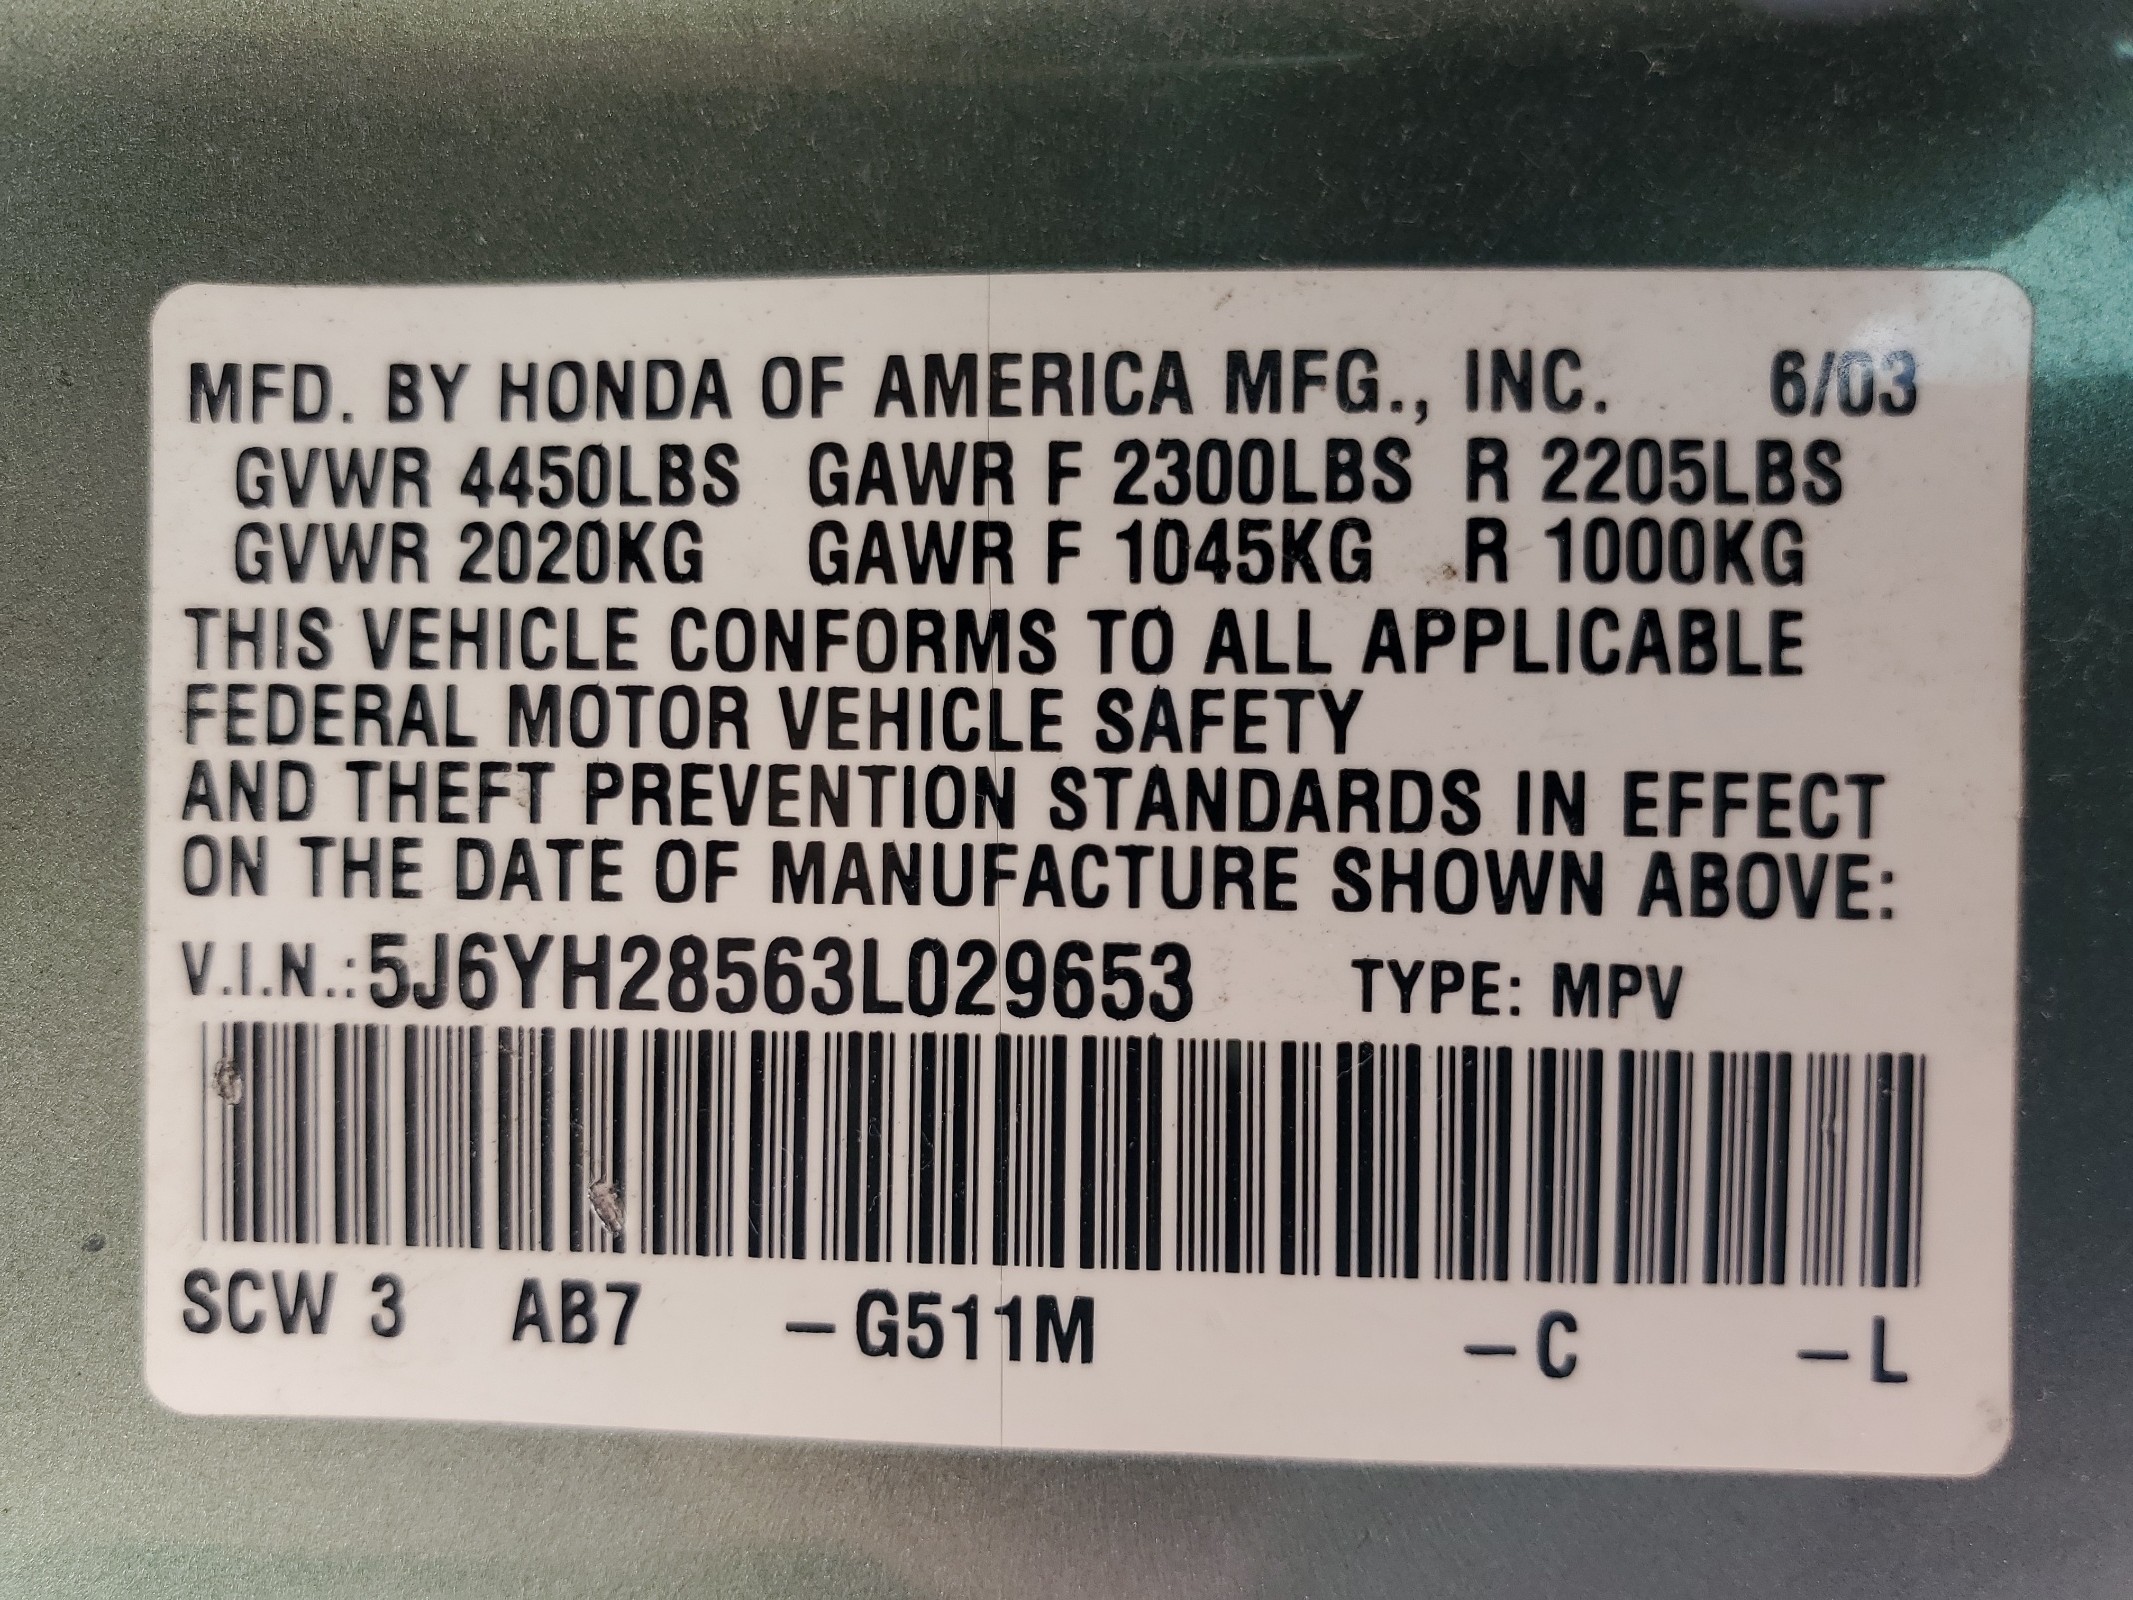 MFD. BY HONDA OF AMERICA MFG., INC. 6/03
GVWR 4450LBS GAWR F 2300LBS R 2205LBS
GVWR 2020KG GAWR F 1045KG R 1000KG
THIS VEHICLE CONFORMS TO ALL APPLICABLE
FEDERAL MOTOR VEHICLE SAFETY
AND THEFT PREVENTION STANDARDS IN EFFECT
ON THE DATE OF MANUFACTURE SHOWN ABOVE:
V.I.N.:5J6YH28563L029653 TYPE: MPV
SCW 3 AB7 –G511M –C –L